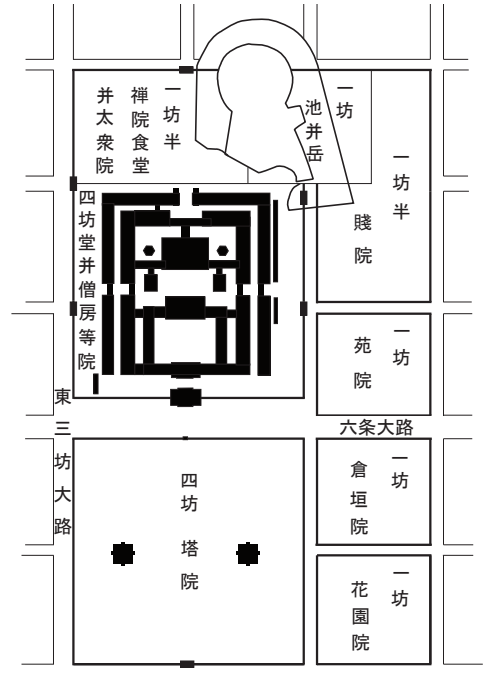 一坊
池并岳
一坊半
禅院食堂
并太衆院
一坊半
賤院
四坊堂并僧房等院
一坊
苑院
東三坊大路
六条大路
一坊
倉垣院
四坊
塔院
一坊
花園院